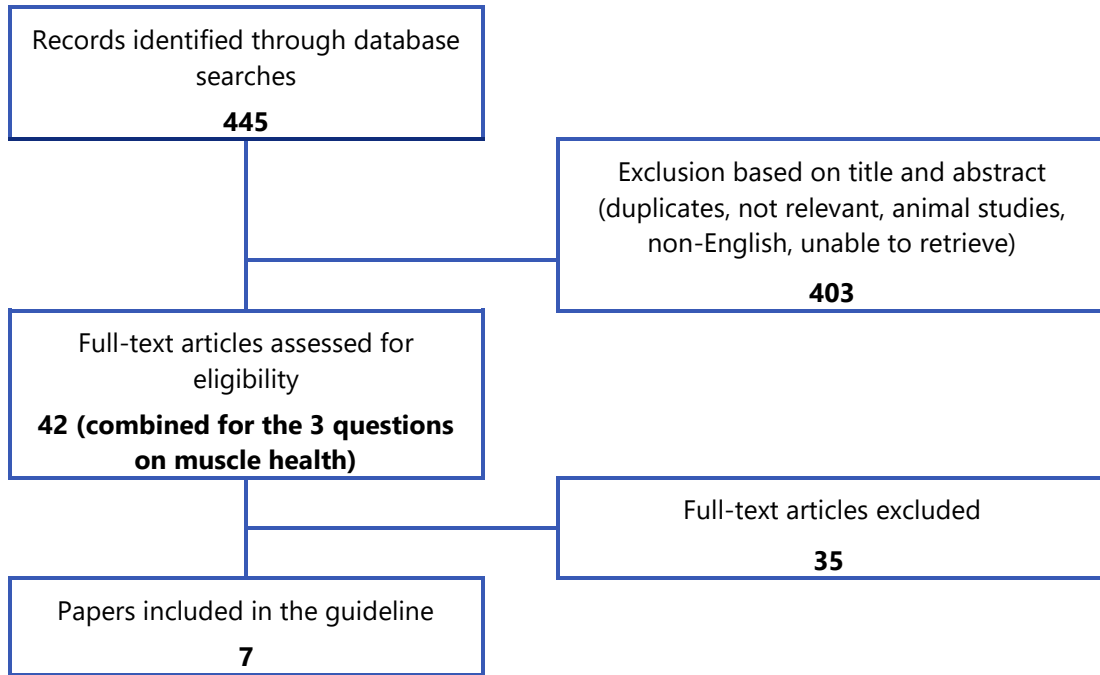 Records identified through database
searches
445
Exclusion based on title and abstract
(duplicates, not relevant, animal studies,
non-English, unable to retrieve)
403
Full-text articles assessed for
eligibility
42 (combined for the 3 questions
on muscle health)
Full-text articles excluded
35
Papers included in the guideline
7